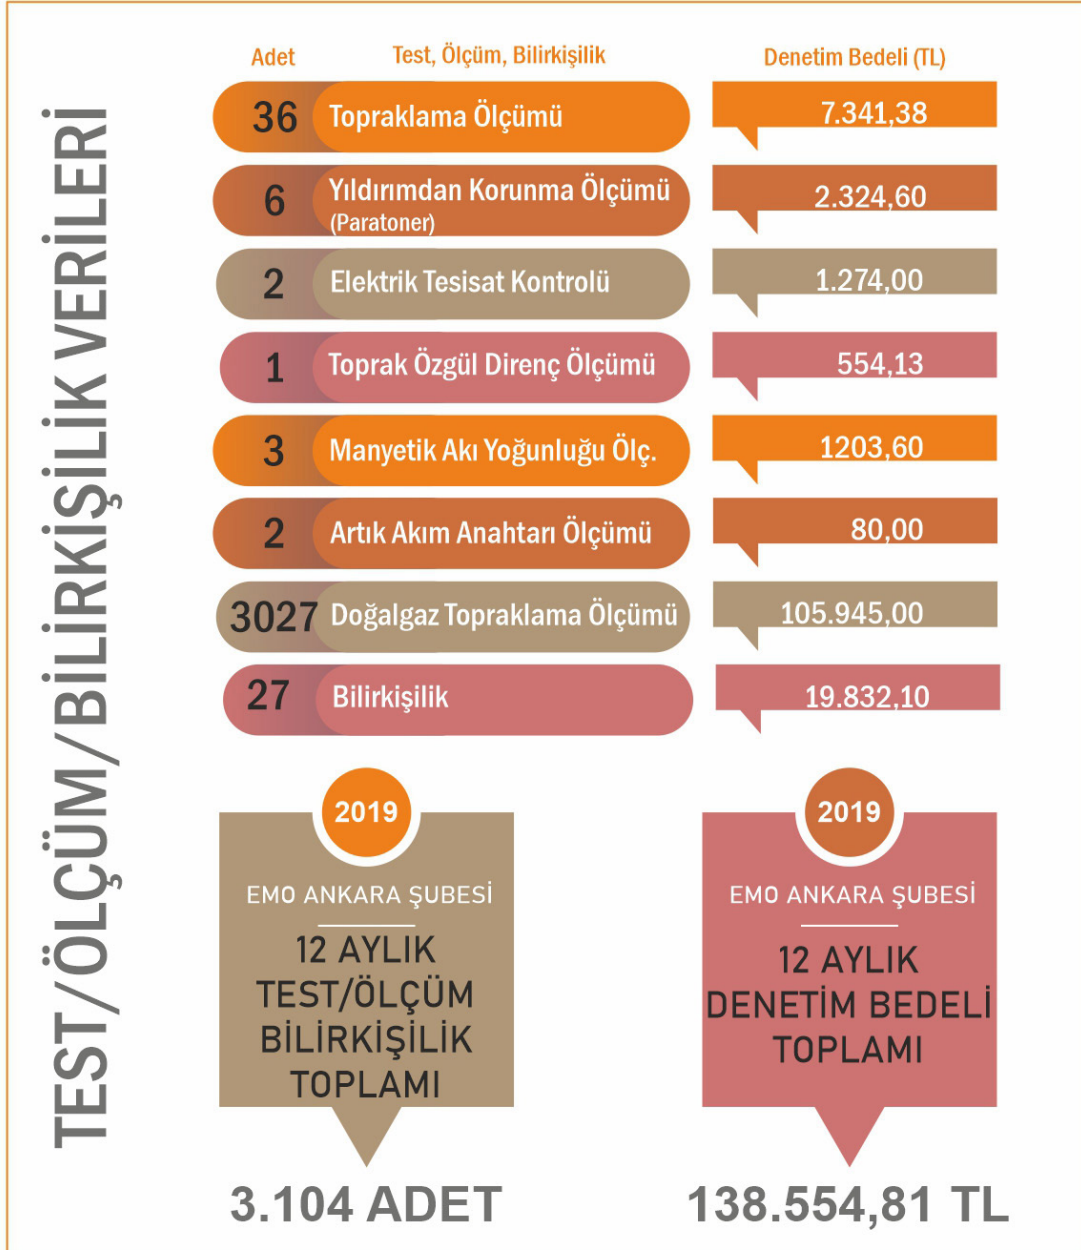 TEST/ÖLÇÜM/BİLİRKİŞİLİK VERİLERİ
Adet Test, Ölçüm, Bilirkişilik Denetim Bedeli (TL)
36 Topraklama Ölçümü 7.341,38
6 Yıldırımdan Korunma Ölçümü 2.324,60
(Paratoner)
2 Elektrik Tesisat Kontrolü 1.274,00
1 Toprak Özgül Direnç Ölçümü 554,13
3 Manyetik Akı Yoğunluğu Ölç. 1203,60
2 Artık Akım Anahtarı Ölçümü 80,00
3027 Doğalgaz Topraklama Ölçümü 105.945,00
27 Bilirkişilik 19.832,10
2019
EMO ANKARA ŞUBESİ
12 AYLIK
TEST/ÖLÇÜM
BİLİRKİŞİLİK
TOPLAMI
3.104 ADET
2019
EMO ANKARA ŞUBESİ
12 AYLIK
DENETİM BEDELİ
TOPLAMI
138.554,81 TL